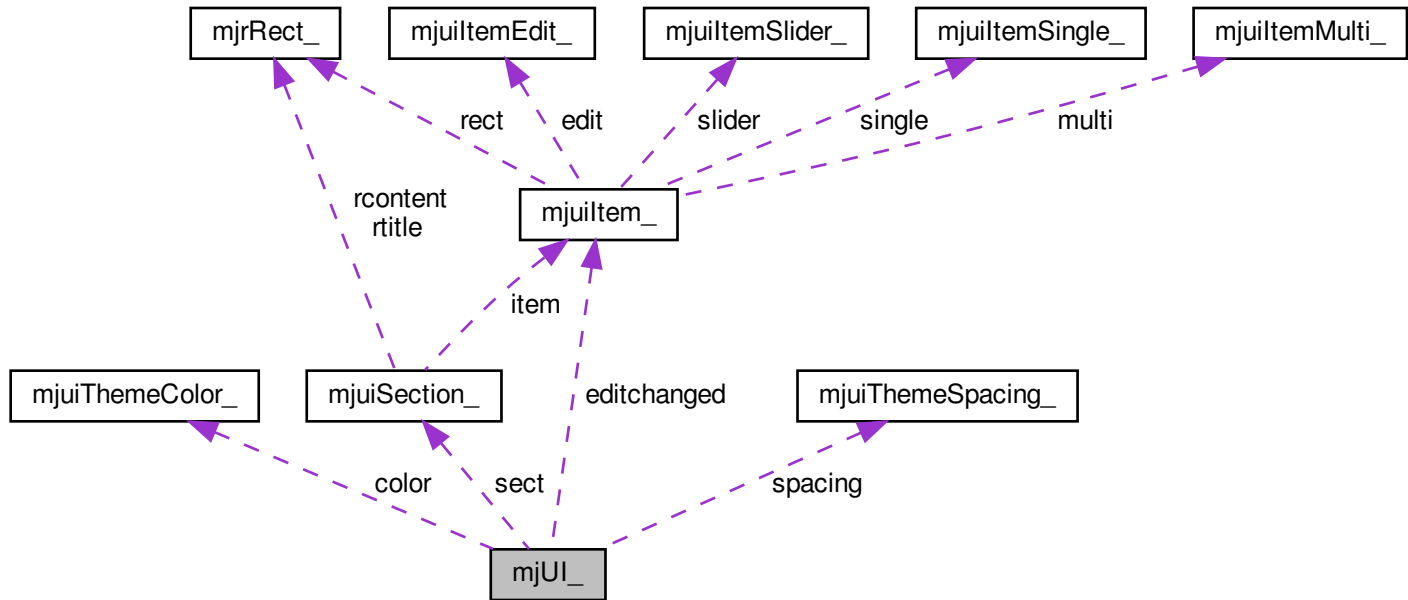 mjrRect_
mjuiItemEdit_
mjuiItemSlider_
mjuiItemSingle_
mjuiItemMulti_
rect
edit
slider
single
multi
rcontent
rtitle
mjuiItem_
item
mjuiThemeColor_
mjuiSection_
editchanged
mjuiThemeSpacing_
color
sect
spacing
mjUI_